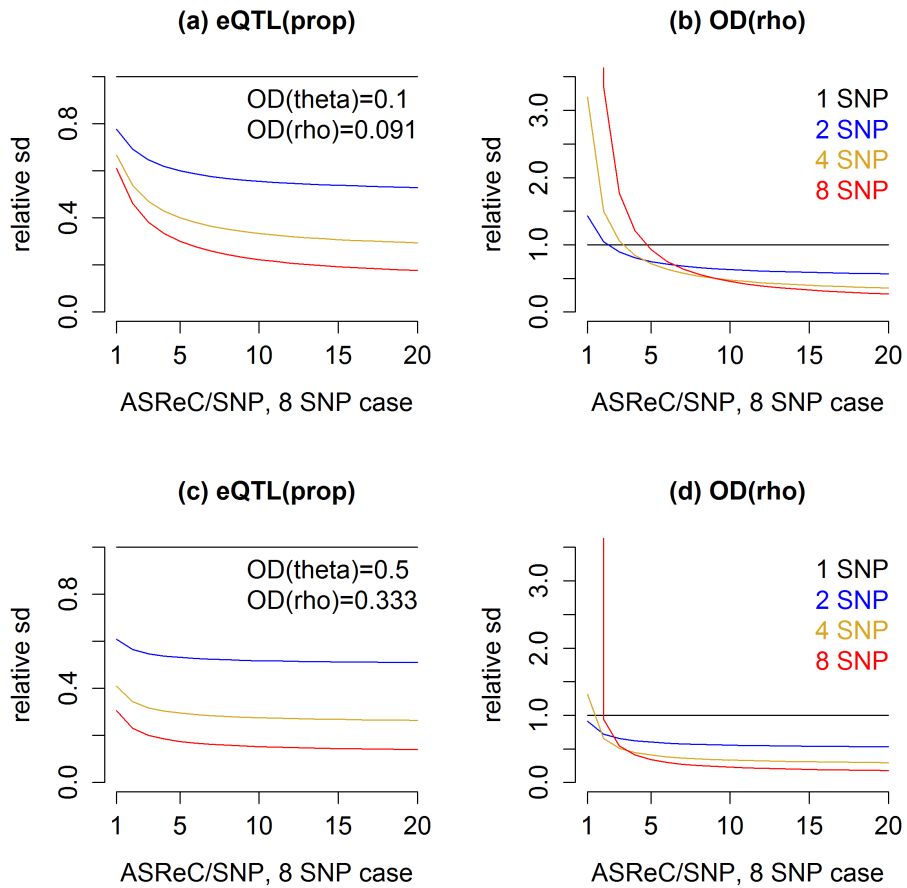 (a) eQTL(prop)
OD(theta)=0.1
OD(rho)=0.091
relative sd
0.0 0.4 0.8
1 5 10 15 20
ASReC/SNP, 8 SNP case
(b) OD(rho)
1 SNP
2 SNP
4 SNP
8 SNP
relative sd
0.0 1.0 2.0 3.0
1 5 10 15 20
ASReC/SNP, 8 SNP case
(c) eQTL(prop)
OD(theta)=0.5
OD(rho)=0.333
relative sd
0.0 0.4 0.8
1 5 10 15 20
ASReC/SNP, 8 SNP case
(d) OD(rho)
1 SNP
2 SNP
4 SNP
8 SNP
relative sd
0.0 1.0 2.0 3.0
1 5 10 15 20
ASReC/SNP, 8 SNP case